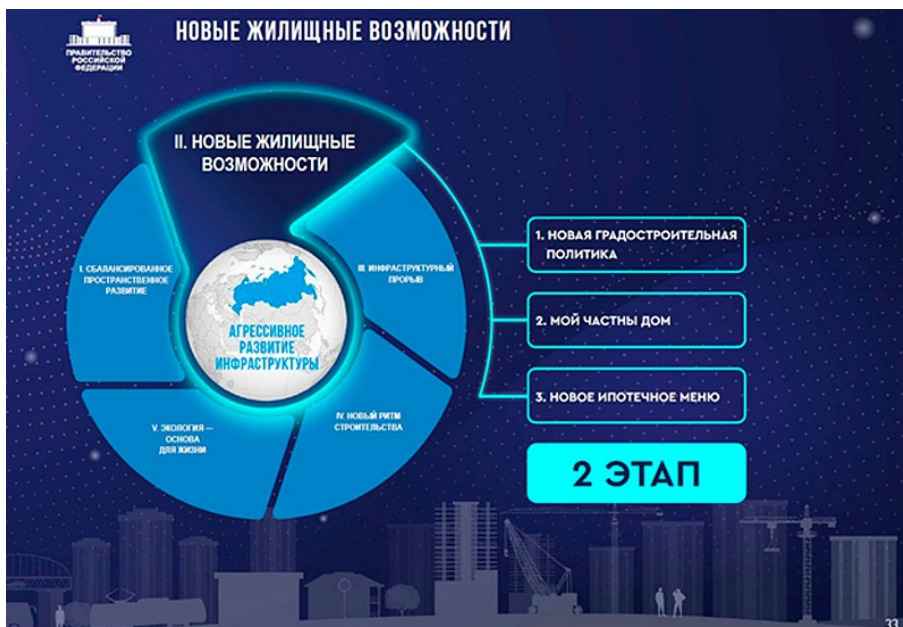 НОВЫЕ ЖИЛИЩНЫЕ ВОЗМОЖНОСТИ
ПРАВИТЕЛЬСТВО
РОССИЙСКОЙ
ФЕДЕРАЦИИ
II. НОВЫЕ ЖИЛИЩНЫЕ
ВОЗМОЖНОСТИ
I. СБАЛАНСИРОВАННОЕ
ПРОСТРАНСТВЕННОЕ
РАЗВИТИЕ
III. ИНФРАСТРУКТУРНЫЙ
ПРОРЫВ
АГРЕССИВНОЕ
РАЗВИТИЕ
ИНФРАСТРУКТУРЫ
V. ЭКОЛОГИЯ —
ОСНОВА
ДЛЯ ЖИЗНИ
IV. НОВЫЙ РИТМ
СТРОИТЕЛЬСТВА
1. НОВАЯ ГРАДОСТРОИТЕЛЬНАЯ
ПОЛИТИКА
2. МОЙ ЧАСТНЫ ДОМ
3. НОВОЕ ИПОТЕЧНОЕ МЕНЮ
2 ЭТАП
33